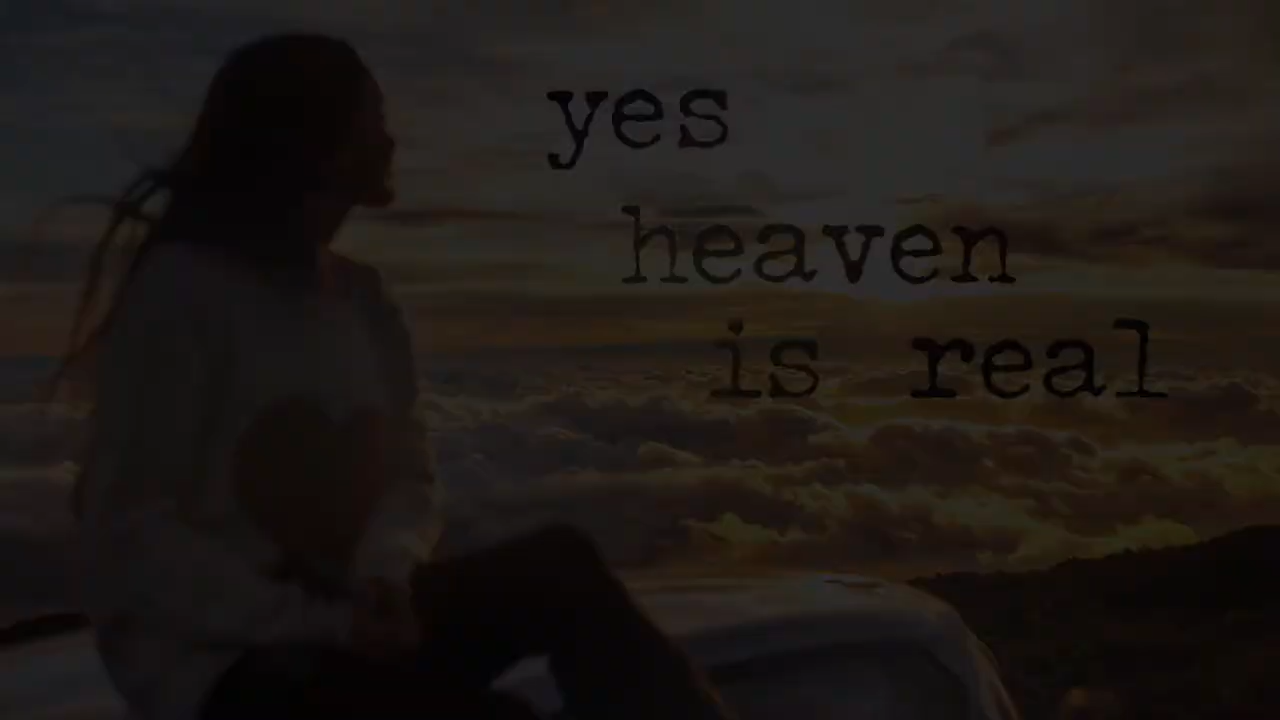 yes
heaven
is real